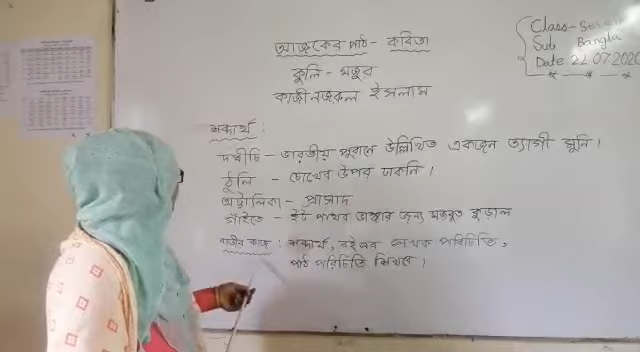 আজকের পাঠ - কবিতা
কুলি - মজুর
কাজী নজরুল ইসলাম
Class - Seven
Sub Bangla
Date 22.07.2020
শব্দার্থ :
দধীচি - ভারতীয় পুরাণে উল্লিখিত একজন ত্যাগী মুনি।
ঠুলি - চোখের উপর ঢাকনি।
অট্টালিকা - প্রাসাদ
গাঁইতি - ইট পাথর ভাঙ্গার জন্য মজবুত কুড়াল
বাড়ীর কাজ : শব্দার্থ, লেখক পরিচিতি,
পাঠ পরিচিতি লিখবে।